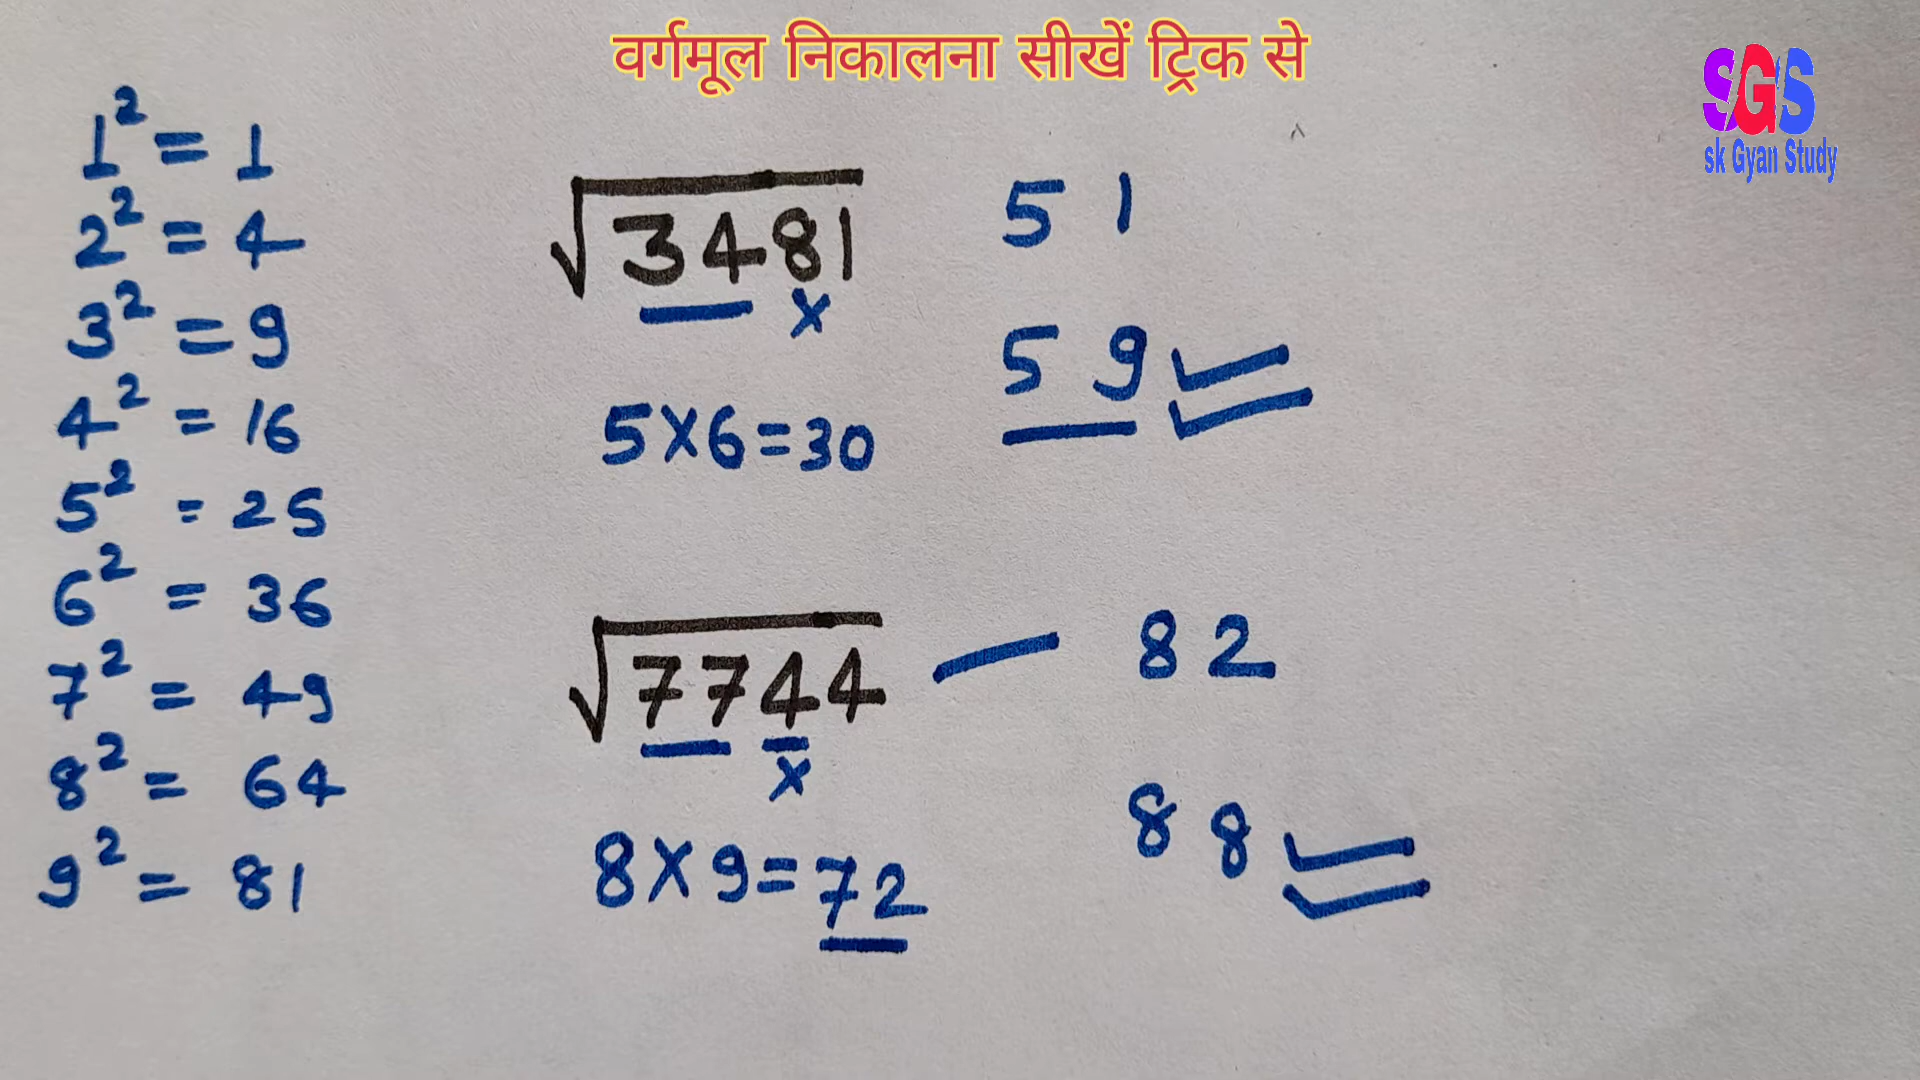 वर्गमूल निकालना सीखें ट्रिक से
SGS
sk Gyan Study
1² = 1
2² = 4
3² = 9
4² = 16
5² = 25
6² = 36
7² = 49
8² = 64
9² = 81
√3481
x
5 1
5 9
5×6=30
√7744
x
8 2
8 8
8×9=72